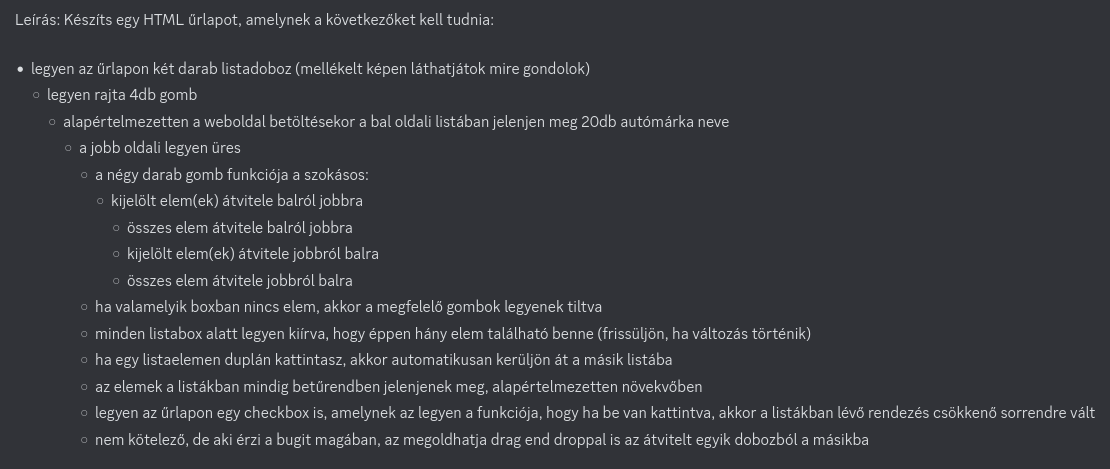 Leírás: Készíts egy HTML űrlapot, amelynek a következőket kell tudnia:
• legyen az űrlapon két darab listadoboz (mellékelt képen láthatjátok mire gondolok)
○ legyen rajta 4db gomb
○ alapértelmezetten a weboldal betöltésekor a bal oldali listában jelenjen meg 20db autómárka neve
○ a jobb oldali legyen üres
○ a négy darab gomb funkciója a szokásos:
○ kijelölt elem(ek) átvitele balról jobbra
○ összes elem átvitele balról jobbra
○ kijelölt elem(ek) átvitele jobbról balra
○ összes elem átvitele jobbról balra
○ ha valamelyik boxban nincs elem, akkor a megfelelő gombok legyenek tiltva
○ minden listabox alatt legyen kiírva, hogy éppen hány elem található benne (frissüljön, ha változás történik)
○ ha egy listaelemen duplán kattintasz, akkor automatikusan kerüljön át a másik listába
○ az elemek a listákban mindig betűrendben jelenjenek meg, alapértelmezetten növekvőben
○ legyen az űrlapon egy checkbox is, amelynek az legyen a funkciója, hogy ha be van kattintva, akkor a listákban lévő rendezés csökkenő sorrendre vált
○ nem kötelező, de aki érzi a bugit magában, az megoldhatja drag end droppal is az átvitelt egyik dobozból a másikba